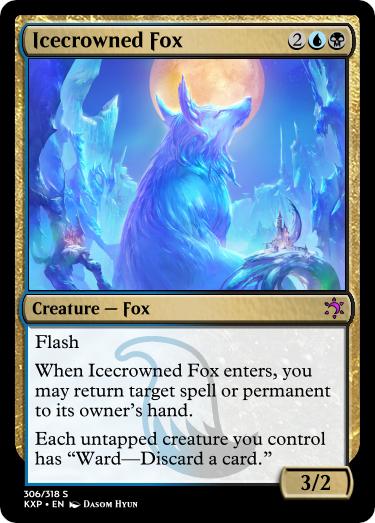 Icecrowned Fox 2
Creature — Fox
Flash
When Icecrowned Fox enters, you
may return target spell or permanent
to its owner's hand.
Each untapped creature you control
has “Ward—Discard a card.”
3/2
306/318 S
KXP • EN Dasom Hyun